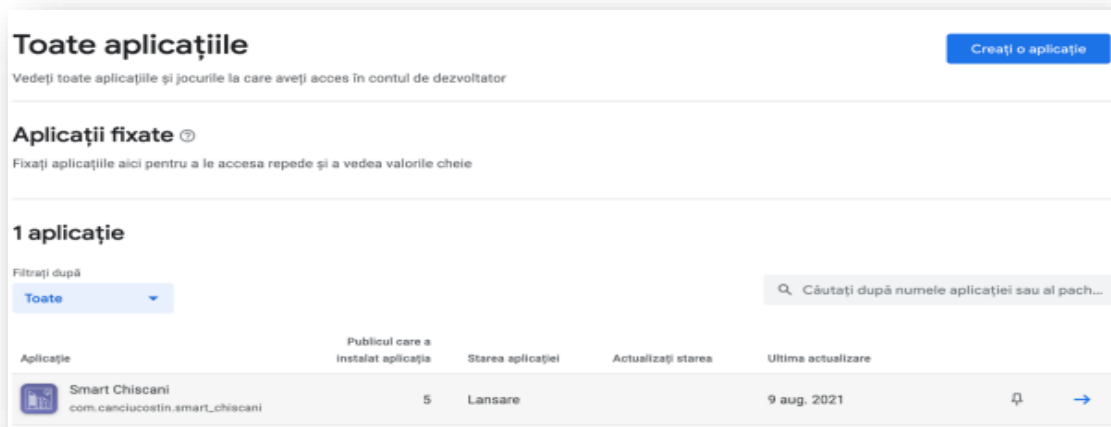 Toate aplicațiile
Creați o aplicație
Vedeți toate aplicațiile și jocurile la care aveți acces în contul de dezvoltator
Aplicații fixate
Fixați aplicațiile aici pentru a le accesa repede și a vedea valorile cheie
1 aplicație
Filtrați după
Toate
Căutați după numele aplicației sau al pach...
Aplicație
Publicul care a
instalat aplicația
Starea aplicației
Actualizați starea
Ultima actualizare
Smart Chiscani
com.canciucostin.smart_chiscani
5
Lansare
9 aug. 2021